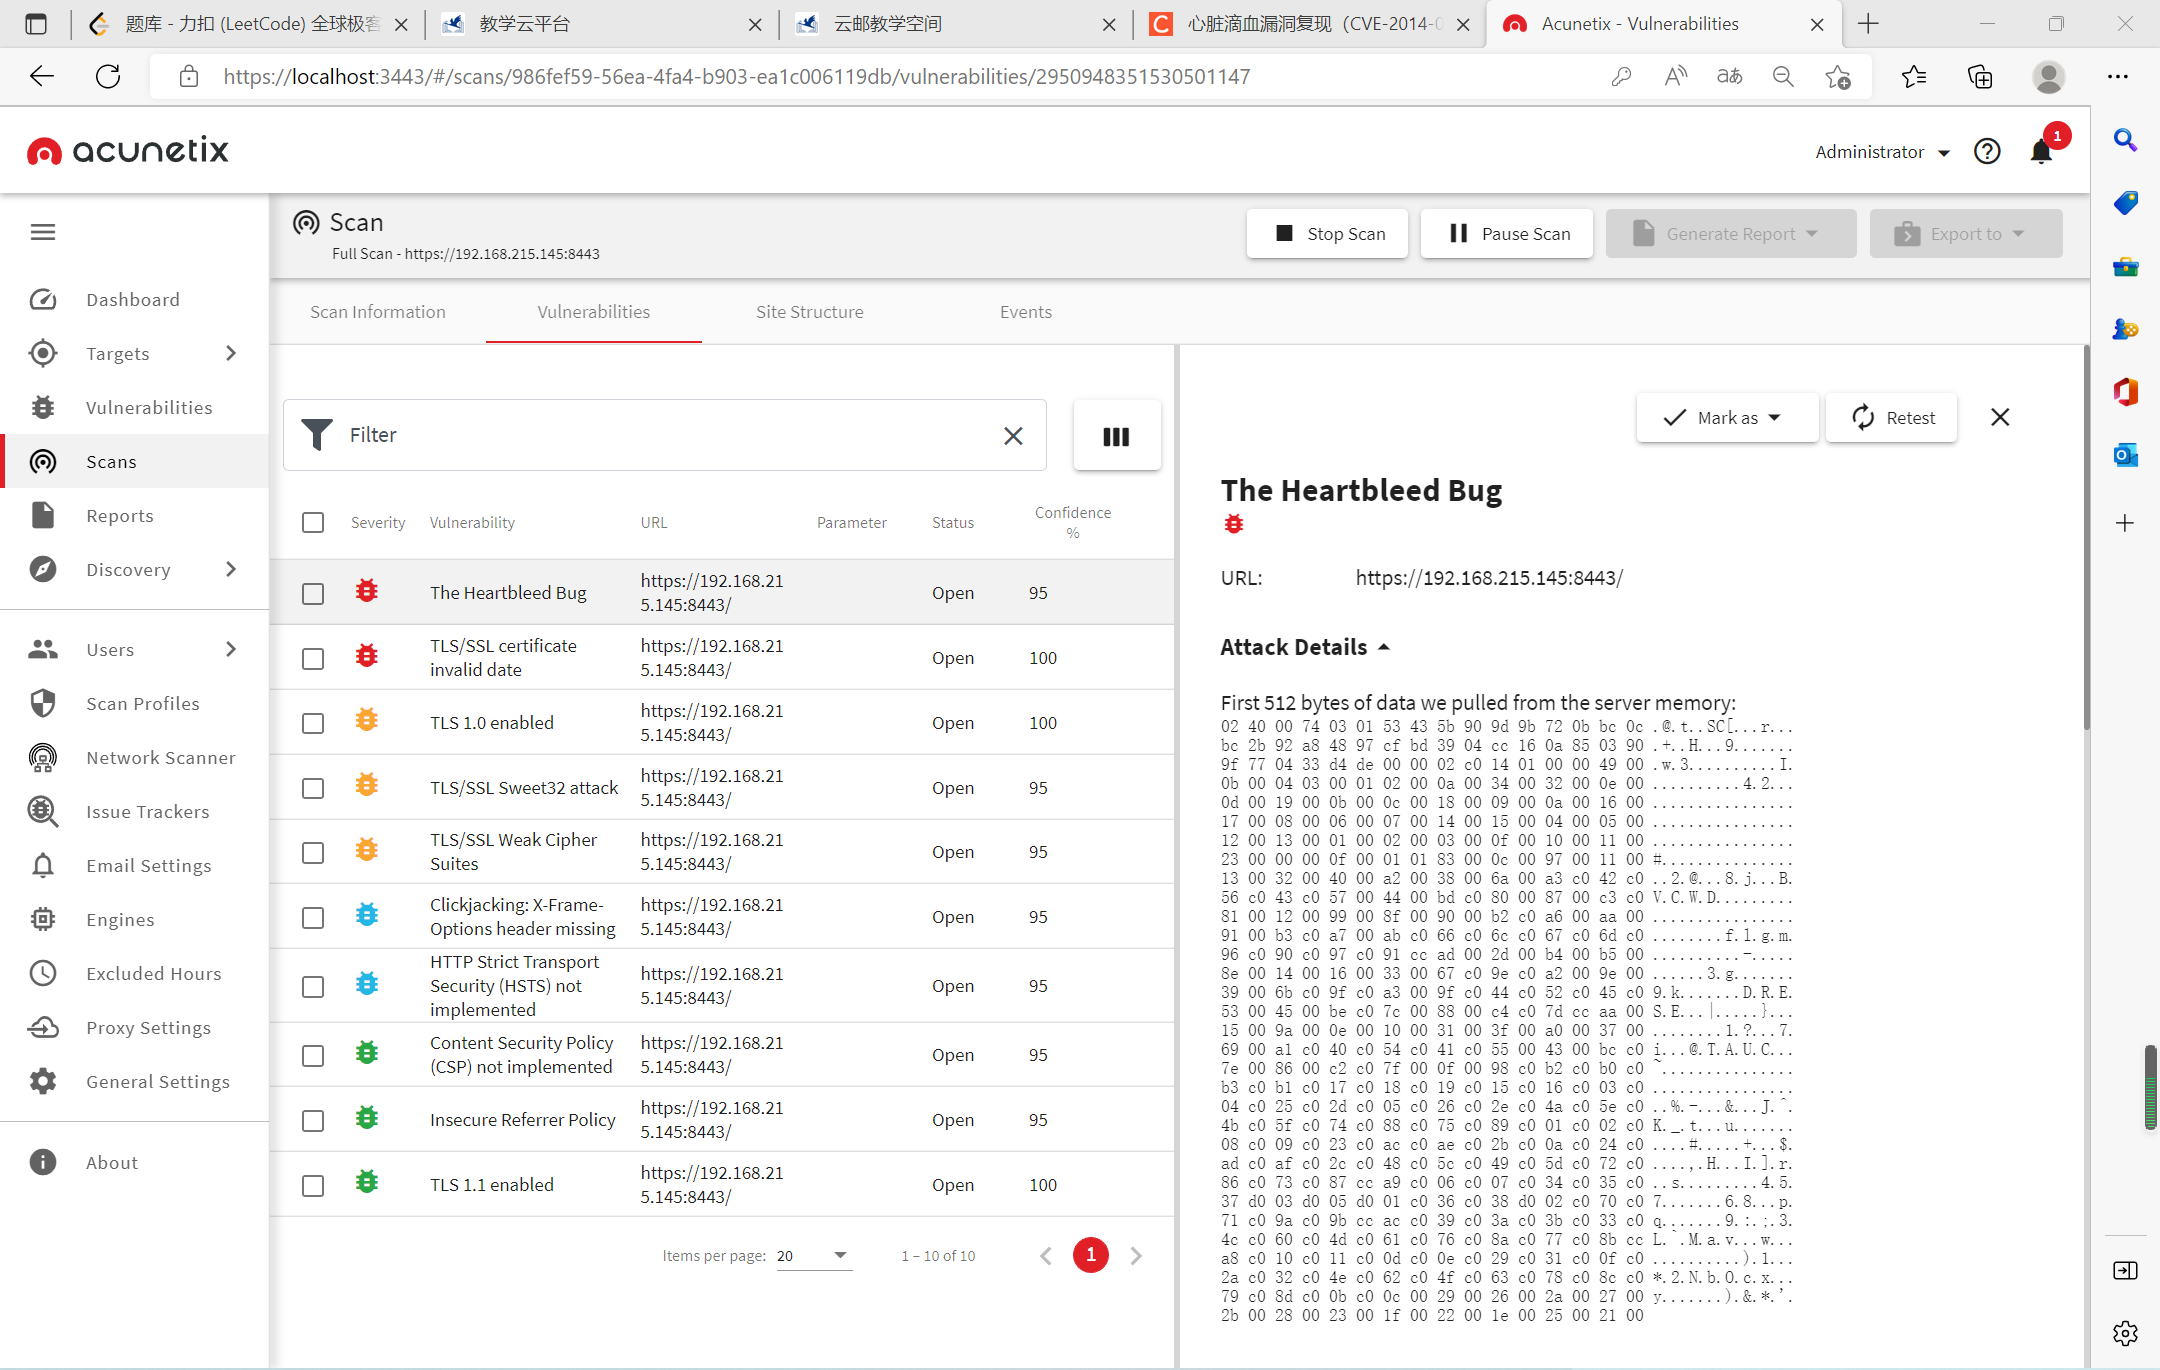 题库 - 力扣 (LeetCode) 全球极客
教学云平台
云邮教学空间
心脏滴血漏洞复现（CVE-2014-0
Acunetix - Vulnerabilities
https://localhost:3443/#/scans/986fef59-56ea-4fa4-b903-ea1c006119db/vulnerabilities/2950948351530501147
acunetix
Administrator
1
Scan
Full Scan - https://192.168.215.145:8443
Stop Scan
Pause Scan
Generate Report
Export to
Dashboard
Targets
Vulnerabilities
Scans
Reports
Discovery
Users
Scan Profiles
Network Scanner
Issue Trackers
Email Settings
Engines
Excluded Hours
Proxy Settings
General Settings
About
Scan Information
Vulnerabilities
Site Structure
Events
Filter
Severity Vulnerability URL Parameter Status Confidence
%
The Heartbleed Bug https://192.168.21 Open 95
5.145:8443/
TLS/SSL certificate https://192.168.21 Open 100
invalid date 5.145:8443/
TLS 1.0 enabled https://192.168.21 Open 100
5.145:8443/
TLS/SSL Sweet32 attack https://192.168.21 Open 95
5.145:8443/
TLS/SSL Weak Cipher https://192.168.21 Open 95
Suites 5.145:8443/
Clickjacking: X-Frame- https://192.168.21 Open 95
Options header missing 5.145:8443/
HTTP Strict Transport https://192.168.21
Security (HSTS) not 5.145:8443/ Open 95
implemented
Content Security Policy https://192.168.21 Open 95
(CSP) not implemented 5.145:8443/
Insecure Referrer Policy https://192.168.21 Open 95
5.145:8443/
TLS 1.1 enabled https://192.168.21 Open 100
5.145:8443/
Items per page: 20 1 – 10 of 10 1
Mark as
Retest
The Heartbleed Bug
URL: https://192.168.215.145:8443/
Attack Details
First 512 bytes of data we pulled from the server memory:
02 40 00 74 03 01 53 43 5b 90 9d 9b 72 0b bc 0c .@.t..SC[...r...
bc 2b 92 a8 48 97 cf bd 39 04 cc 16 0a 85 03 90 .+..H...9.......
9f 77 04 33 d4 de 00 00 02 c0 14 01 00 00 49 00 .w.3..........I.
0b 00 04 03 00 01 02 00 0a 00 34 00 32 00 0e 00 ..........4.2...
0d 00 19 00 0b 00 0c 00 18 00 09 00 0a 00 16 00 ................
17 00 08 00 06 00 07 00 14 00 15 00 04 00 05 00 ................
12 00 13 00 01 00 02 00 03 00 0f 00 10 00 11 00 ................
23 00 00 00 0f 00 01 01 83 00 0c 00 97 00 11 00 #...............
13 00 32 00 40 00 a2 00 38 00 6a 00 a3 c0 42 c0 ..2.@...8.j...B.
56 c0 43 c0 57 00 44 00 bd c0 80 00 87 00 c3 c0 V.C.W.D.........
81 00 12 00 99 00 8f 00 90 00 b2 c0 a6 00 aa 00 ................
91 00 b3 c0 a7 00 ab c0 66 c0 6c c0 67 c0 6d c0 ........f.l.g.m.
96 c0 90 c0 97 c0 91 cc ad 00 2d 00 b4 00 b5 00 ..........-.....
8e 00 14 00 16 00 33 00 67 c0 9e c0 a2 00 9e 00 ......3.g.......
39 00 6b c0 9f c0 a3 00 9f c0 44 c0 52 c0 45 c0 9.k.......D.R.E.
53 00 45 00 be c0 7c 00 88 00 c4 c0 7d cc aa 00 S.E...|.....}...
15 00 9a 00 0e 00 10 00 31 00 3f 00 a0 00 37 00 ........1.?...7.
69 00 a1 c0 40 c0 54 c0 41 c0 55 00 43 00 bc c0 i...@.T.A.U.C...
7e 00 86 00 c2 c0 7f 00 0f 00 98 c0 b2 c0 b0 c0 ~...............
b3 c0 b1 c0 17 c0 18 c0 19 c0 15 c0 16 c0 03 c0 ................
04 c0 25 c0 2d c0 05 c0 26 c0 2e c0 4a c0 5e c0 ..%.-...&...J.^.
4b c0 5f c0 74 c0 88 c0 75 c0 89 c0 01 c0 02 c0 K._.t...u.......
08 c0 09 c0 23 c0 ac c0 ae c0 2b c0 0a c0 24 c0 ....#.....+...$.
ad c0 af c0 2c c0 48 c0 5c c0 49 c0 5d c0 72 c0 ....,.H...I.].r.
86 c0 73 c0 87 cc a9 c0 06 c0 07 c0 34 c0 35 c0 ..s.........4.5.
37 d0 03 d0 05 d0 01 c0 36 c0 38 d0 02 c0 70 c0 7.......6.8...p.
71 c0 9a c0 9b cc ac c0 39 c0 3a c0 3b c0 33 c0 q.......9.:.;.3.
4c c0 60 c0 4d c0 61 c0 76 c0 8a c0 77 c0 8b cc L.`.M.a.v...w...
a8 c0 10 c0 11 c0 0d c0 0e c0 29 c0 31 c0 0f c0 ..........).1...
2a c0 32 c0 4e c0 62 c0 4f c0 63 c0 78 c0 8c c0 *.2.N.b.O.c.x...
79 c0 8d c0 0b c0 0c 00 29 00 26 00 2a 00 27 00 y.......).&.*.'.
2b 00 28 00 23 00 1f 00 22 00 1e 00 25 00 21 00